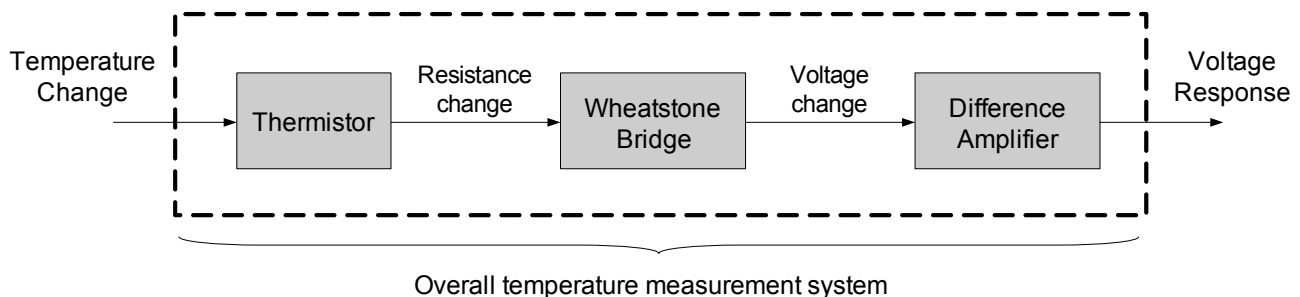 Temperature
Change
Thermistor
Resistance
change
Wheatstone
Bridge
Voltage
change
Difference
Amplifier
Voltage
Response
Overall temperature measurement system